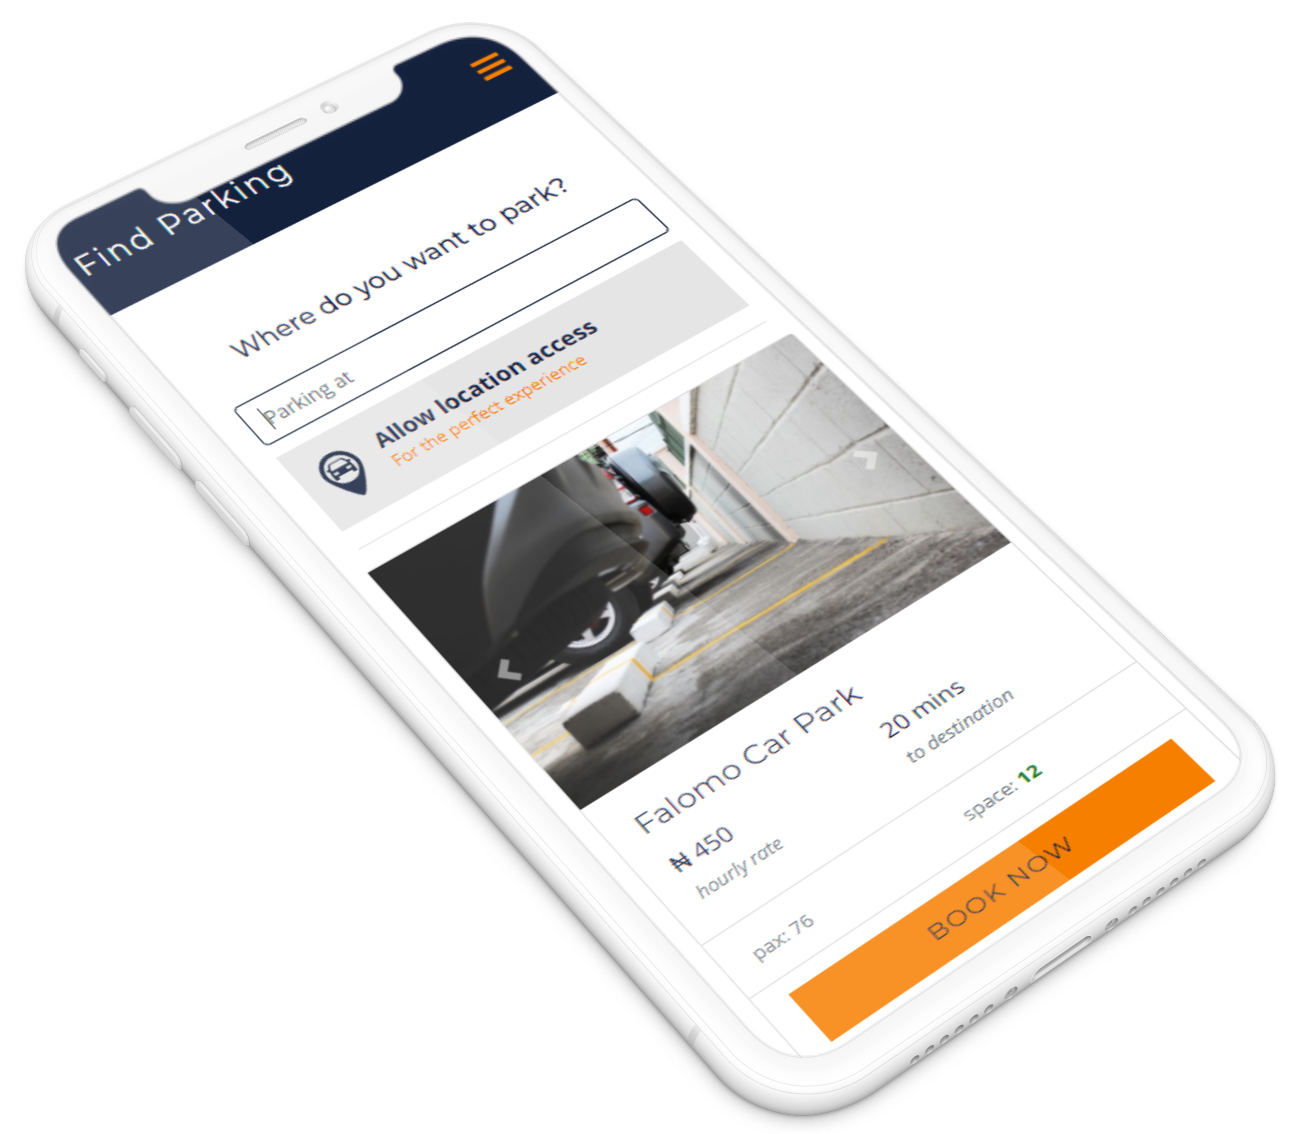 Find Parking
Where do you want to park?
Parking at
Allow location access
For the perfect experience
Falomo Car Park
20 mins
to destination
₦ 450
hourly rate
space: 12
pax: 76
BOOK NOW